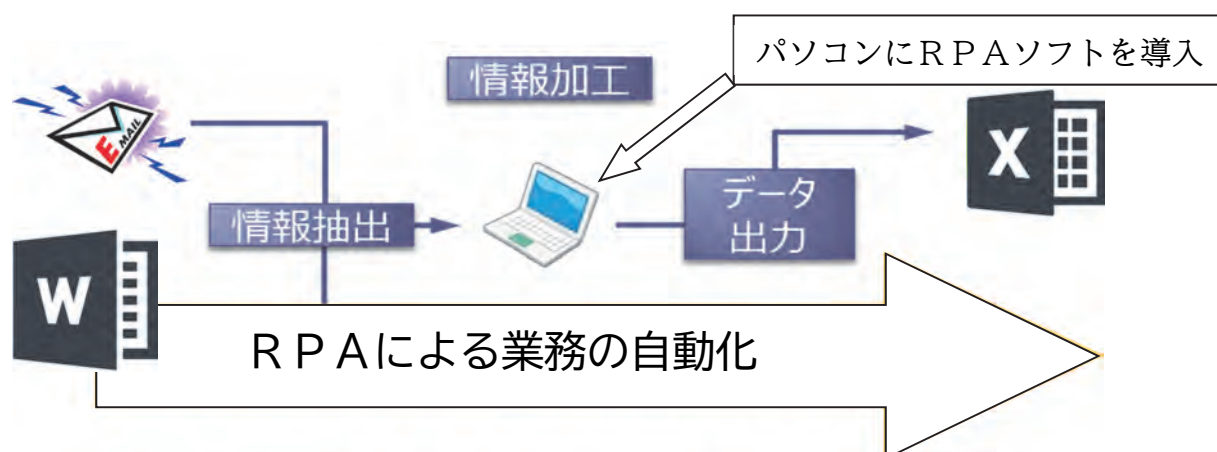 パソコンにＲＰＡソフトを導入
情報加工
E MAIL
X
情報抽出
データ
出力
W
ＲＰＡによる業務の自動化